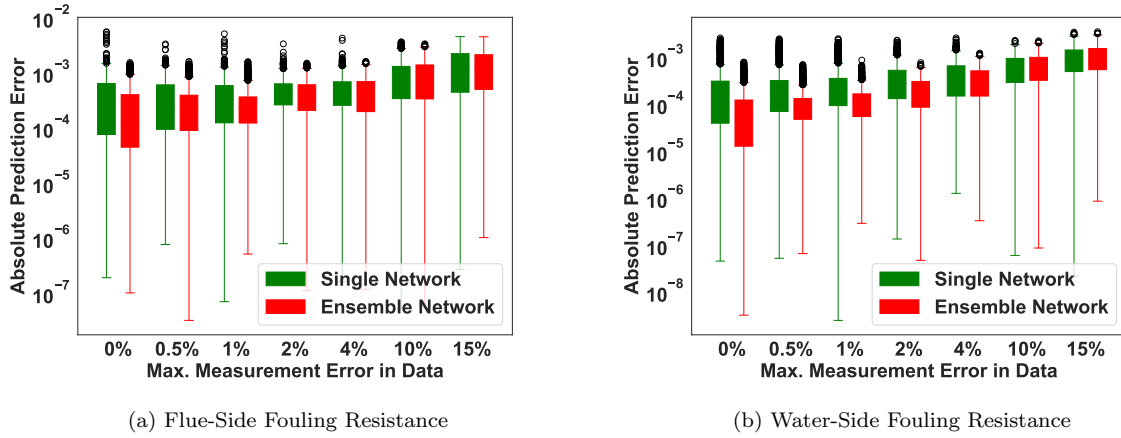 Absolute Prediction Error
10⁻²
10⁻³
10⁻⁴
10⁻⁵
10⁻⁶
10⁻⁷
Single Network
Ensemble Network
0% 0.5% 1% 2% 4% 10% 15%
Max. Measurement Error in Data
(a) Flue-Side Fouling Resistance
Absolute Prediction Error
10⁻³
10⁻⁴
10⁻⁵
10⁻⁶
10⁻⁷
10⁻⁸
Single Network
Ensemble Network
0% 0.5% 1% 2% 4% 10% 15%
Max. Measurement Error in Data
(b) Water-Side Fouling Resistance